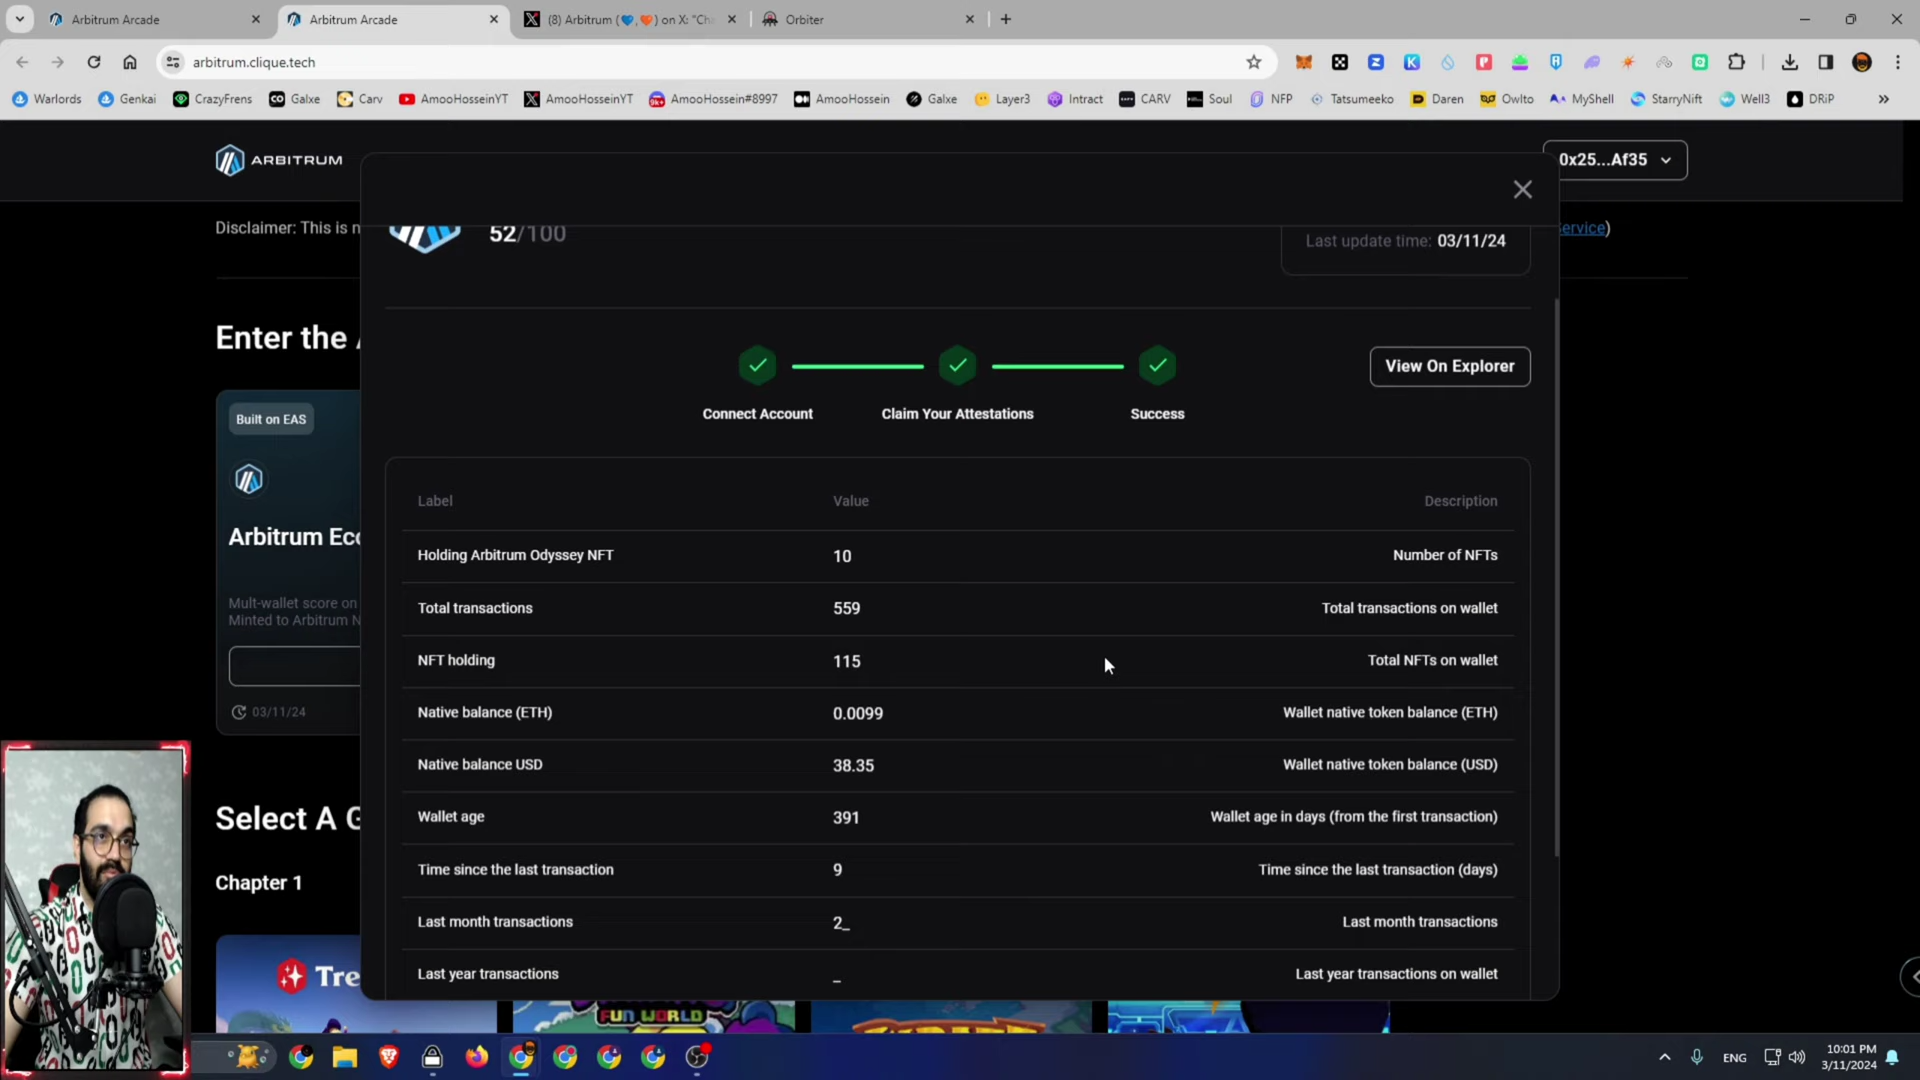 Arbitrum Arcade
Arbitrum Arcade
(8) Arbitrum (💙,🧡) on X: "Cha
Orbiter
arbitrum.clique.tech
Warlords Genkai CrazyFrens Galxe Carv AmooHosseinYT AmooHosseinYT AmooHossein#8997 AmooHossein Galxe Layer3 Intract CARV Soul NFP Tatsumeeko Daren Owlto MyShell StarryNift Well3 DRiP
ARBITRUM
0x25...Af35
Disclaimer: This is n
Service)
52/100
Last update time: 03/11/24
Enter the
View On Explorer
Connect Account
Claim Your Attestations
Success
Built on EAS
Arbitrum Eco
Mult-wallet score on
Minted to Arbitrum N
03/11/24
Label Value Description
Holding Arbitrum Odyssey NFT 10 Number of NFTs
Total transactions 559 Total transactions on wallet
NFT holding 115 Total NFTs on wallet
Native balance (ETH) 0.0099 Wallet native token balance (ETH)
Native balance USD 38.35 Wallet native token balance (USD)
Wallet age 391 Wallet age in days (from the first transaction)
Time since the last transaction 9 Time since the last transaction (days)
Last month transactions 2_ Last month transactions
Last year transactions _ Last year transactions on wallet
Select A G
Chapter 1
Tre
FUN WORLD
ENG
10:01 PM
3/11/2024